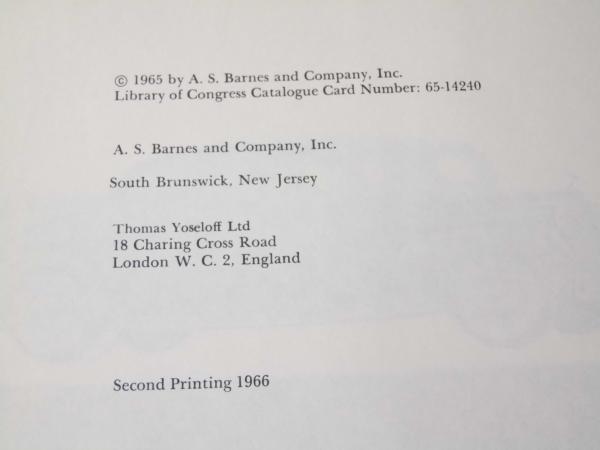 © 1965 by A. S. Barnes and Company, Inc.
Library of Congress Catalogue Card Number: 65-14240
A. S. Barnes and Company, Inc.
South Brunswick, New Jersey
Thomas Yoseloff Ltd
18 Charing Cross Road
London W. C. 2, England
Second Printing 1966